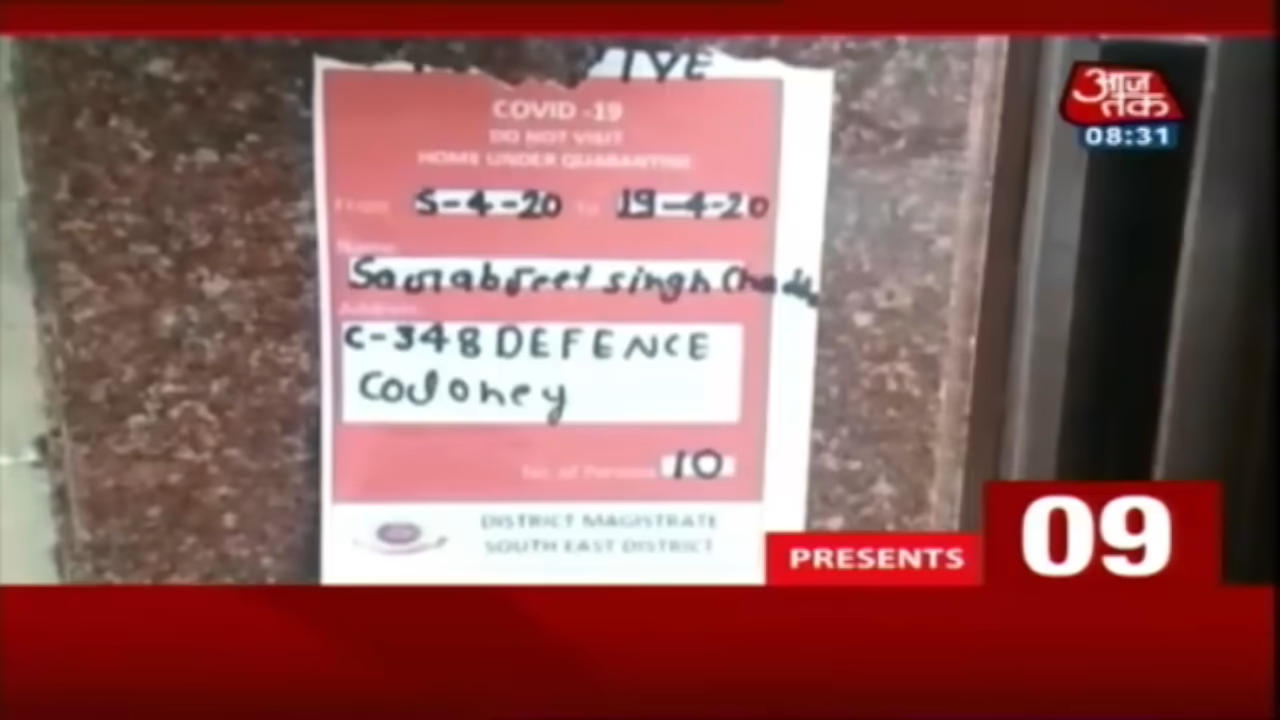 आज
तक
08:31
COVID -19
DO NOT VISIT
HOME UNDER QUARANTINE
From 5-4-20 to 19-4-20
Name
singh
Address
C-348 DEFENCE
Coloney
No. of Persons 10
DISTRICT MAGISTRATE
SOUTH EAST DISTRICT
PRESENTS
09